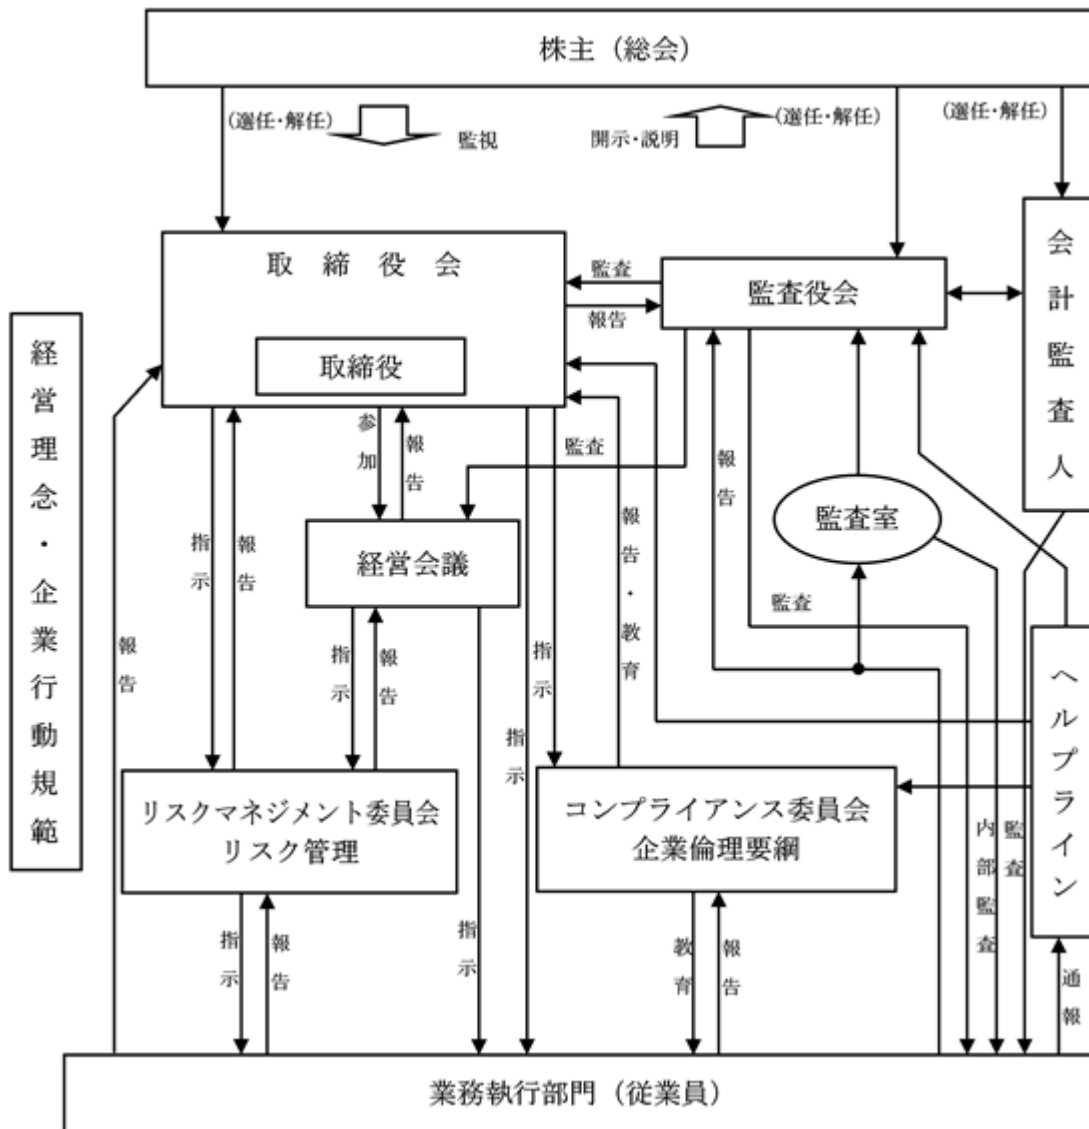 株主（総会）
(選任･解任)
監視
開示･説明
(選任･解任)
(選任･解任)
取締役会
取締役
監査
報告
監査役会
会計監査人
経営理念・企業行動規範
参加
報告
監査
報告
監査室
経営会議
指示
報告
報告・教育
監査
報告
指示
報告
指示
指示
ヘルプライン
リスクマネジメント委員会
リスク管理
コンプライアンス委員会
企業倫理要綱
内部監査
監査
指示
報告
指示
教育
報告
通報
業務執行部門（従業員）